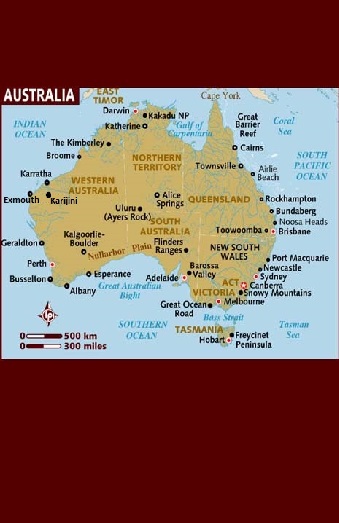 AUSTRALIA
EAST
TIMOR
Cape York
Darwin
Kakadu NP
Katherine
Gulf of
Carpentaria
Great
Barrier
Reef
Coral
Sea
INDIAN
OCEAN
The Kimberley
Broome
Cairns
SOUTH
PACIFIC
OCEAN
NORTHERN
TERRITORY
Townsville
Airlie
Beach
Karratha
WESTERN
AUSTRALIA
Exmouth
Karijini
Alice
Springs
QUEENSLAND
Rockhampton
Uluru
(Ayers Rock)
Bundaberg
SOUTH
AUSTRALIA
Noosa Heads
Toowoomba
Brisbane
Geraldton
Kalgoorlie-
Boulder
Nullarbor Plain
Flinders
Ranges
NEW SOUTH
WALES
Perth
Port Macquarie
Barossa
Valley
Newcastle
Bussellon
Esperance
Adelaide
Sydney
ACT
Canberra
Albany
Great Australian
Bight
VICTORIA
Snowy Mountains
Great Ocean
Road
Melbourne
Bass Strait
SOUTHERN
OCEAN
TASMANIA
Tasman
Sea
Hobart
Freycinet
Peninsula
0 500 km
0 300 miles